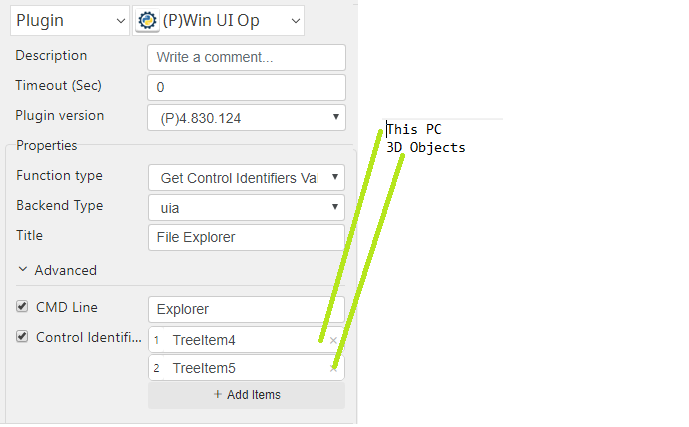 Plugin
(P)Win UI Op
Description
Write a comment...
Timeout (Sec)
0
Plugin version
(P)4.830.124
Properties
Function type
Get Control Identifiers Va
Backend Type
uia
Title
File Explorer
Advanced
CMD Line
Explorer
Control Identifi...
1 TreeItem4 ×
2 TreeItem5 ×
+ Add Items
This PC
3D Objects